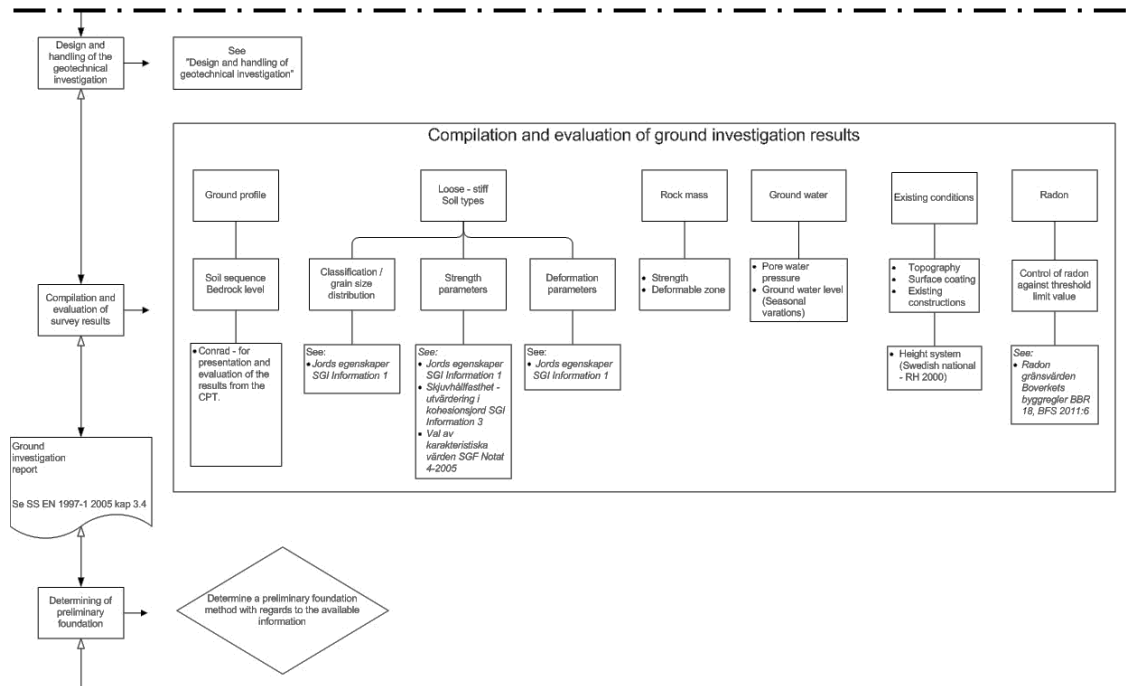 Design and
handling of the
geotechnical
investigation
See
"Design and handling of
geotechnical investigation"
Compilation and evaluation of ground investigation results
Ground profile
Loose - stiff
Soil types
Rock mass
Ground water
Existing conditions
Radon
Soil sequence
Bedrock level
Classification /
grain size
distribution
Strength
parameters
Deformation
parameters
• Strength
• Deformable zone
• Pore water
pressure
• Ground water level
(Seasonal
varations)
• Topography
• Surface coating
• Existing
constructions
Control of radon
against threshold
limit value
Compilation and
evaluation of
survey results
• Conrad - for
presentation and
evaluation of the
results from the
CPT.
See:
• Jords egenskaper
SGI Information 1
See:
• Jords egenskaper
SGI Information 1
• Skjuvhållfasthet -
utvärdering i
kohesionsjord SGI
Information 3
• Val av
karakteristiska
värden SGF Notat
4-2005
See:
• Jords egenskaper
SGI Information 1
• Height system
(Swedish national
- RH 2000)
See:
• Radon
gränsvärden
Boverkets
byggregler BBR
18, BFS 2011:6
Ground
investigation
report
Se SS EN 1997-1 2005 kap 3.4
Determining of
preliminary
foundation
Determine a preliminary foundation
method with regards to the available
information